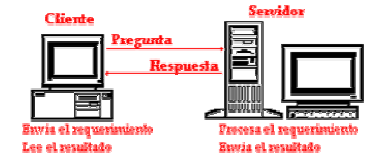 Cliente
Servidor
Pregunta
Respuesta
Envía el requerimiento
Lee el resultado
Procesa el requerimiento
Envía el resultado